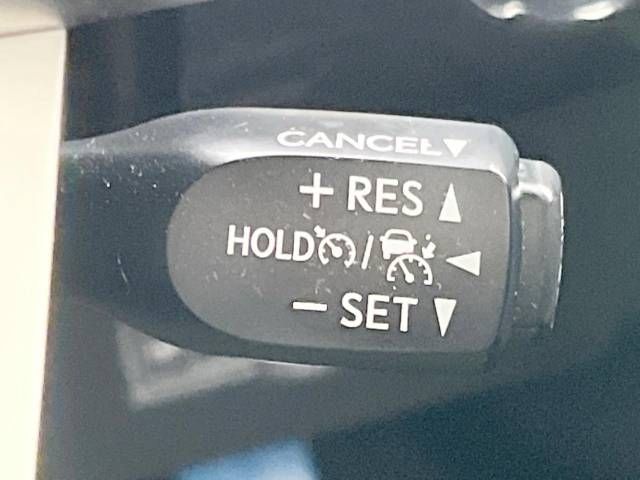 CANCEL▼
+ RES ▲
HOLD / ◀
− SET ▼